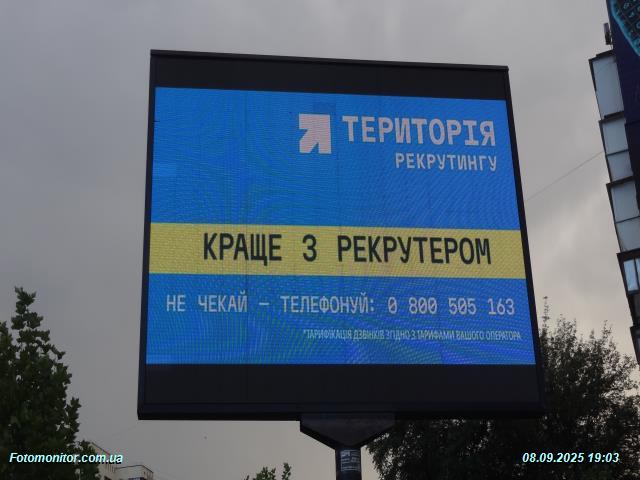 ТЕРИТОРІЯ
РЕКРУТИНГУ
КРАЩЕ З РЕКРУТЕРОМ
НЕ ЧЕКАЙ – ТЕЛЕФОНУЙ: 0 800 505 163
*ТАРИФІКАЦІЯ ДЗВІНКІВ ЗГІДНО З ТАРИФАМИ ВАШОГО ОПЕРАТОРА
Fotomonitor.com.ua
08.09.2025 19:03